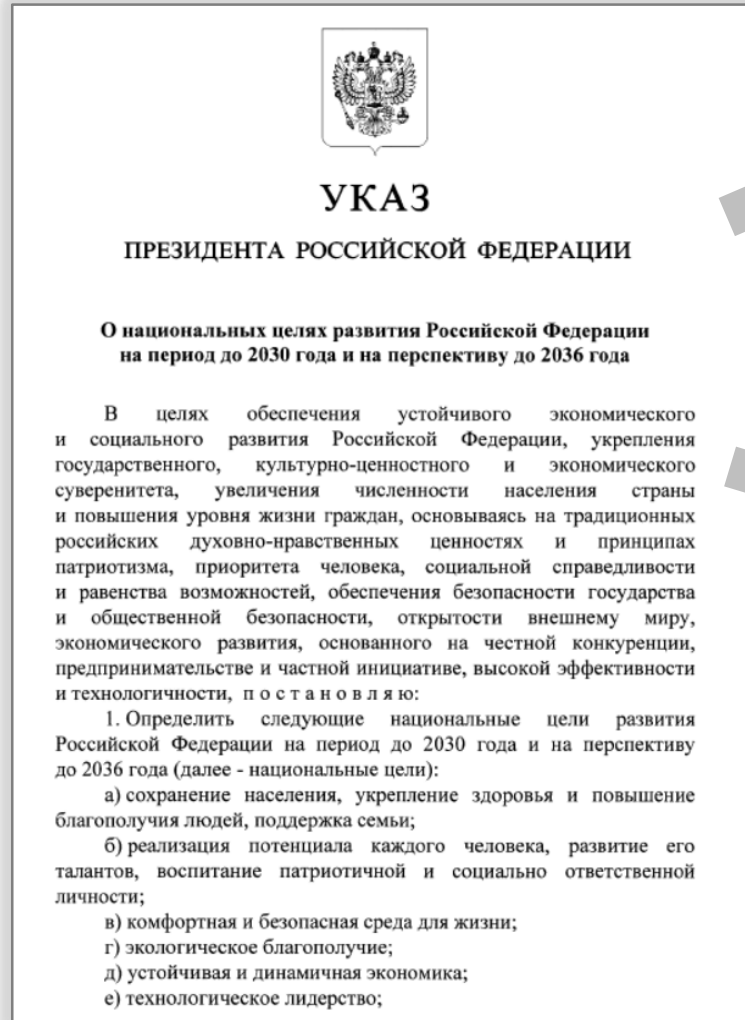 УКАЗ
ПРЕЗИДЕНТА РОССИЙСКОЙ ФЕДЕРАЦИИ
О национальных целях развития Российской Федерации
на период до 2030 года и на перспективу до 2036 года
В целях обеспечения устойчивого экономического
и социального развития Российской Федерации, укрепления
государственного, культурно-ценностного и экономического
суверенитета, увеличения численности населения страны
и повышения уровня жизни граждан, основываясь на традиционных
российских духовно-нравственных ценностях и принципах
патриотизма, приоритета человека, социальной справедливости
и равенства возможностей, обеспечения безопасности государства
и общественной безопасности, открытости внешнему миру,
экономического развития, основанного на честной конкуренции,
предпринимательстве и частной инициативе, высокой эффективности
и технологичности, п о с т а н о в л я ю:
1. Определить следующие национальные цели развития
Российской Федерации на период до 2030 года и на перспективу
до 2036 года (далее - национальные цели):
а) сохранение населения, укрепление здоровья и повышение
благополучия людей, поддержка семьи;
б) реализация потенциала каждого человека, развитие его
талантов, воспитание патриотичной и социально ответственной
личности;
в) комфортная и безопасная среда для жизни;
г) экологическое благополучие;
д) устойчивая и динамичная экономика;
е) технологическое лидерство;